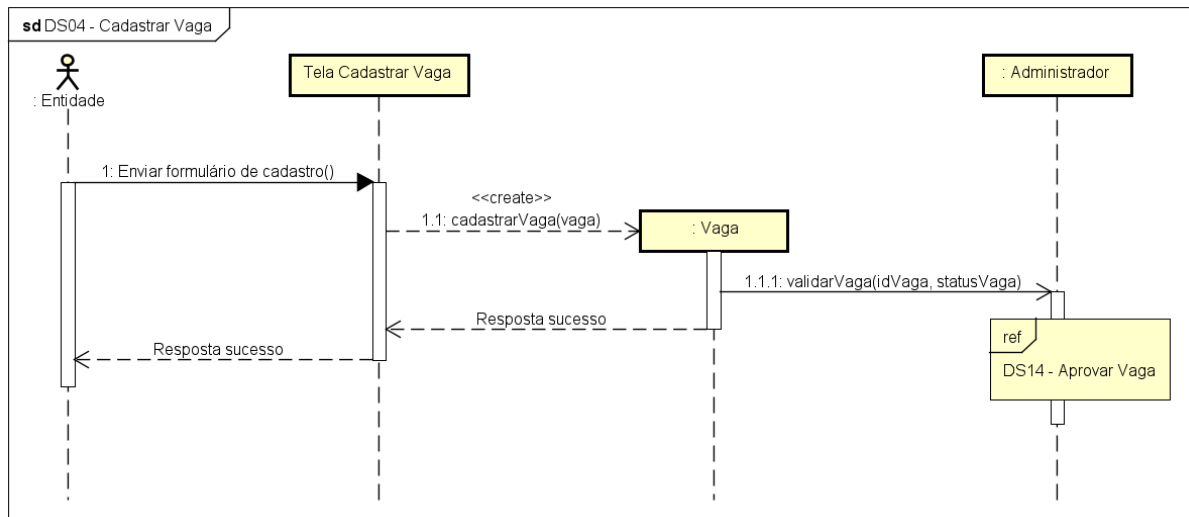 sd DS04 - Cadastrar Vaga
: Entidade
Tela Cadastrar Vaga
: Administrador
1: Enviar formulário de cadastro()
<<create>>
1.1: cadastrarVaga(vaga)
: Vaga
1.1.1: validarVaga(idVaga, statusVaga)
Resposta sucesso
Resposta sucesso
ref
DS14 - Aprovar Vaga